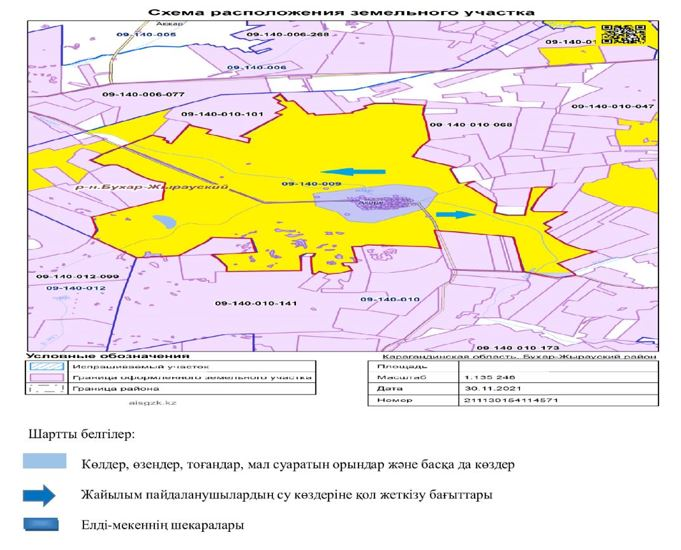 Схема расположения земельного участка
Аккар
09-140-005
09-140-006-268
09-140-006
09-140-006-077
09-140-010-101
09-140-010-047
09-140-010-068
09-140-009
р-н.Бухар-Жырауский
09-140-012-099
09-140-012
09-140-010
09-140-010-141
09-140-010-173
Условные обозначения
Карагандинская область, Бухар-Жырауский район
Испрашиваемый участок
Граница оформленного земельного участка
Граница района
aisgzk.kz
Площадь
Масштаб 1:135 246
Дата 30.11.2021
Номер 211130154114571
Шартты белгілер:
Көлдер, өзендер, тоғандар, мал суаратын орындар және басқа да көздер
Жайылым пайдаланушылардың су көздеріне қол жеткізу бағыттары
Елді-мекеннің шекаралары